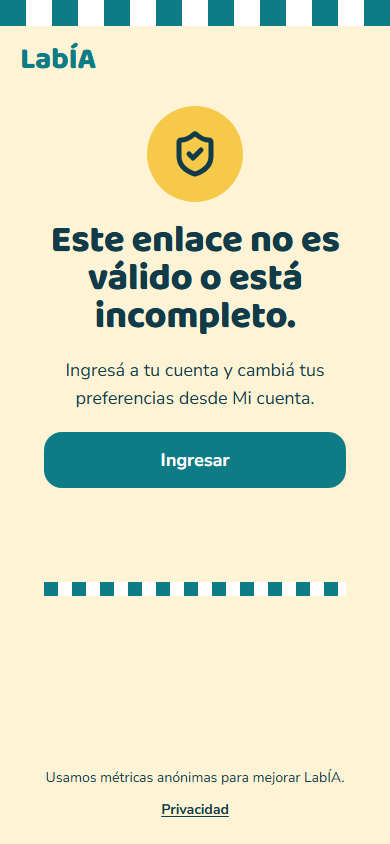 LabÍA
Este enlace no es
válido o está
incompleto.
Ingresá a tu cuenta y cambiá tus
preferencias desde Mi cuenta.
Ingresar
Usamos métricas anónimas para mejorar LabÍA.
Privacidad